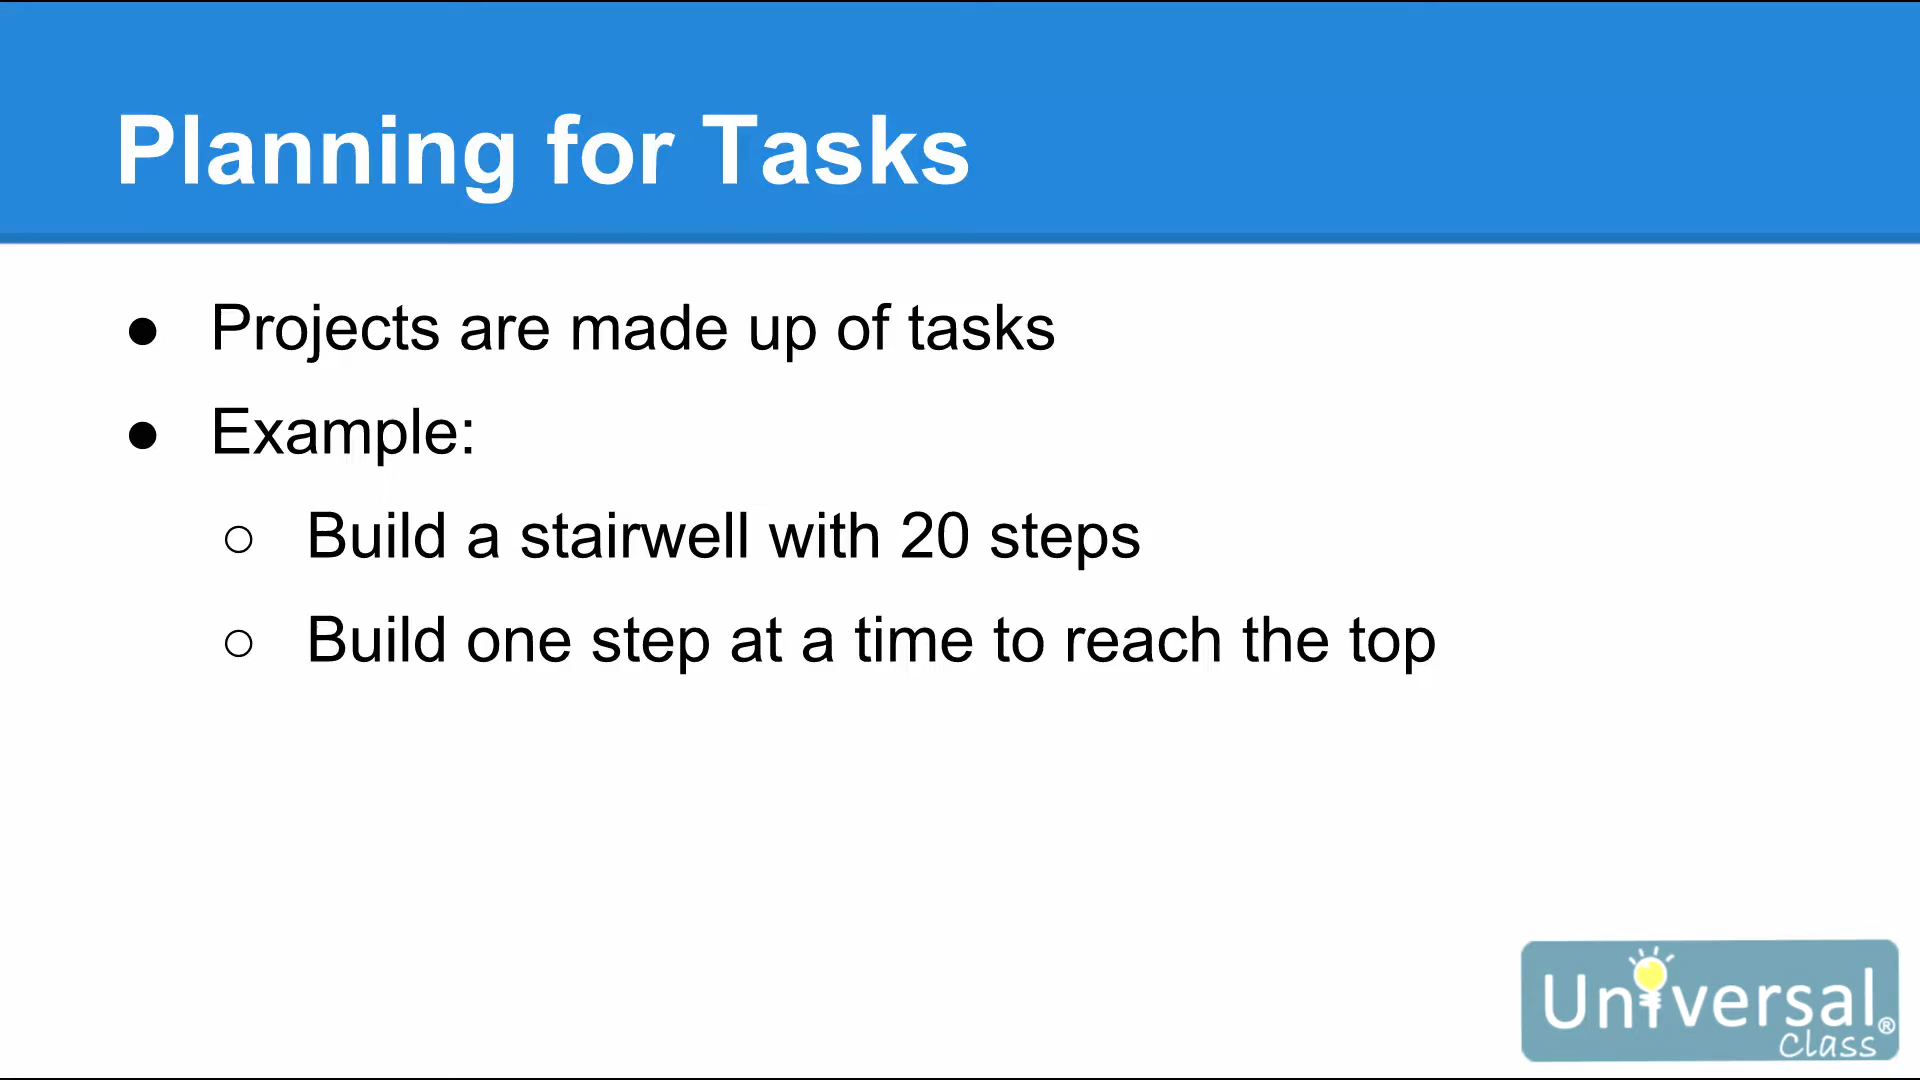 Planning for Tasks
● Projects are made up of tasks
● Example:
○ Build a stairwell with 20 steps
○ Build one step at a time to reach the top
Universal®
Class